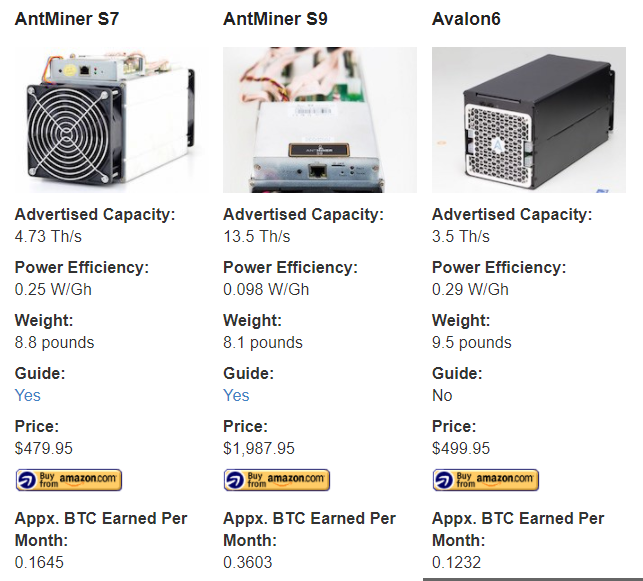 AntMiner S7
Advertised Capacity:
4.73 Th/s
Power Efficiency:
0.25 W/Gh
Weight:
8.8 pounds
Guide:
Yes
Price:
$479.95
Buy from amazon.com
Appx. BTC Earned Per
Month:
0.1645
AntMiner S9
Advertised Capacity:
13.5 Th/s
Power Efficiency:
0.098 W/Gh
Weight:
8.1 pounds
Guide:
Yes
Price:
$1,987.95
Buy from amazon.com
Appx. BTC Earned Per
Month:
0.3603
Avalon6
Advertised Capacity:
3.5 Th/s
Power Efficiency:
0.29 W/Gh
Weight:
9.5 pounds
Guide:
No
Price:
$499.95
Buy from amazon.com
Appx. BTC Earned Per
Month:
0.1232